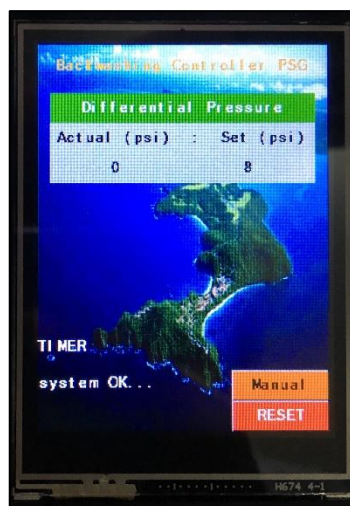 Backwashing Controller PSG
Differential Pressure
Actual (psi) : Set (psi)
0 8
TIMER
system OK...
Manual
RESET
H674 4-1